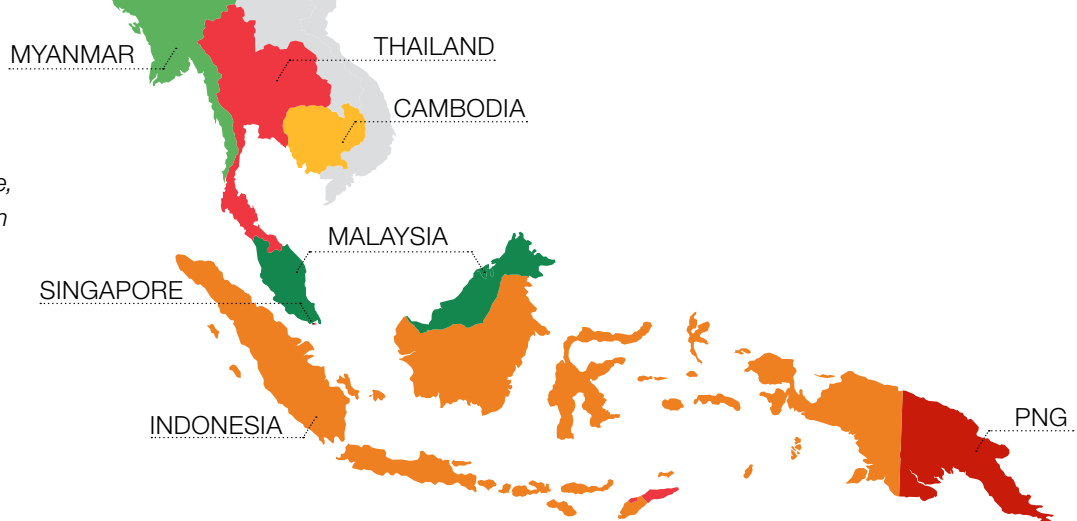 MYANMAR
THAILAND
CAMBODIA
e,
n
MALAYSIA
SINGAPORE
INDONESIA
PNG